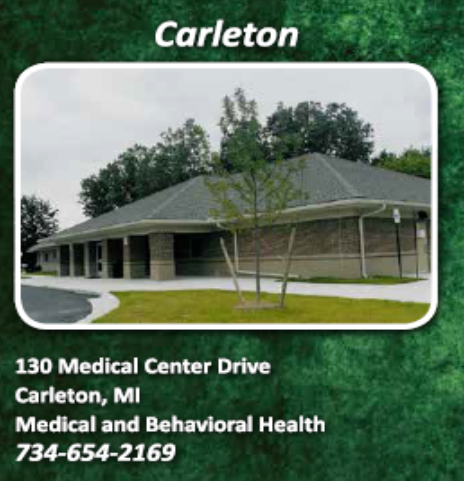 Carleton
130 Medical Center Drive
Carleton, MI
Medical and Behavioral Health
734-654-2169